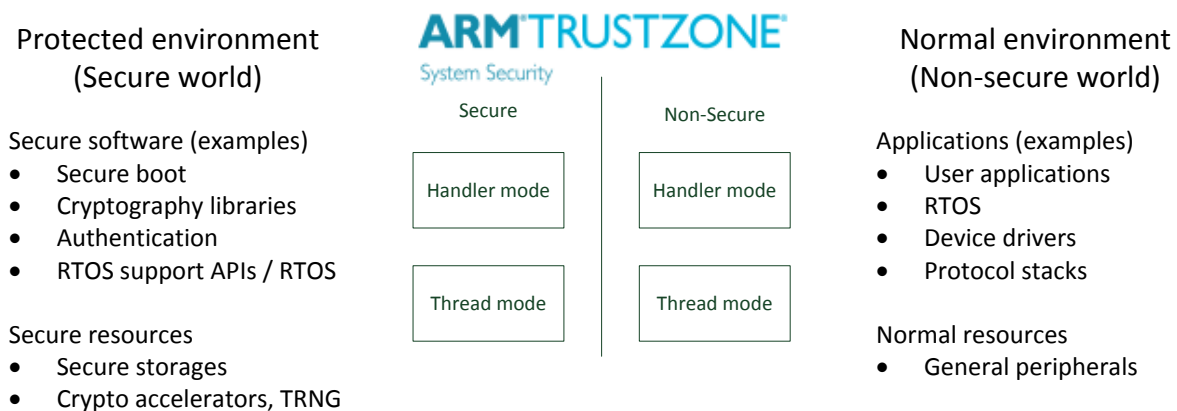 Protected environment
(Secure world)
Secure software (examples)
• Secure boot
• Cryptography libraries
• Authentication
• RTOS support APIs / RTOS
Secure resources
• Secure storages
• Crypto accelerators, TRNG
ARM® TRUSTZONE®
System Security
Secure
Non-Secure
Handler mode
Handler mode
Thread mode
Thread mode
Normal environment
(Non-secure world)
Applications (examples)
• User applications
• RTOS
• Device drivers
• Protocol stacks
Normal resources
• General peripherals